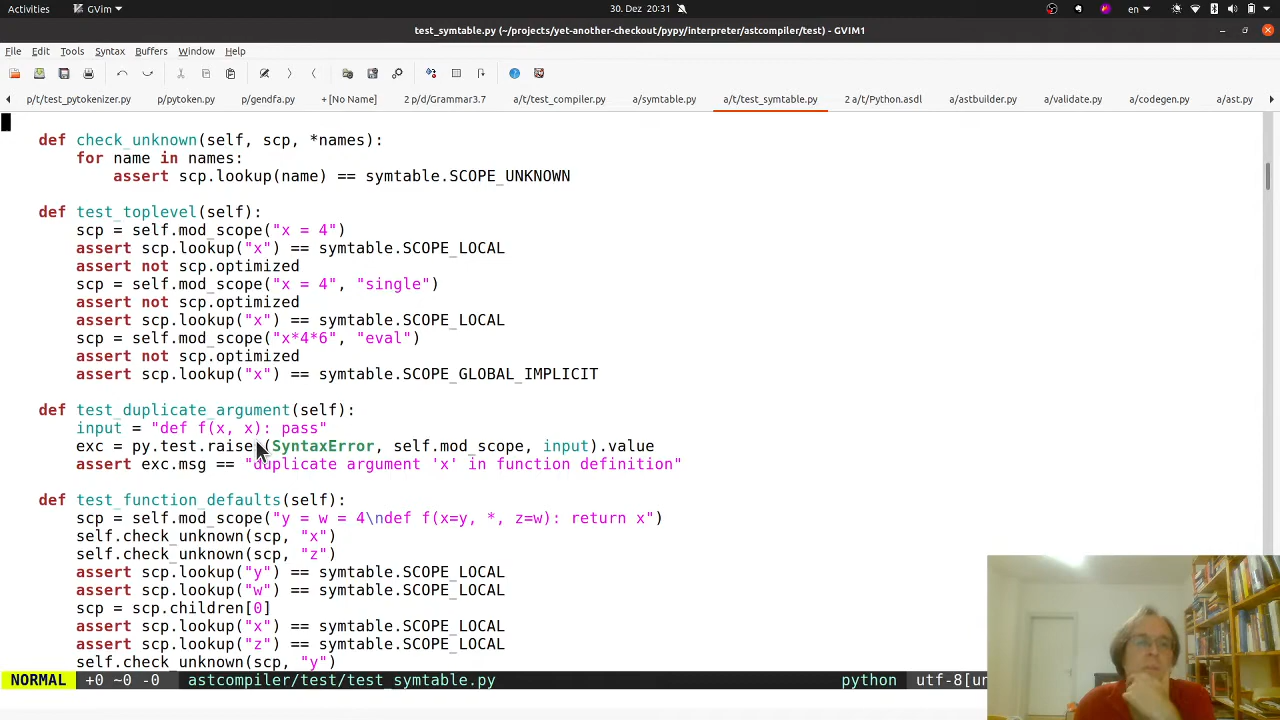 Activities GVim 30. Dez 20:31 en
test_symtable.py (~/projects/yet-another-checkout/pypy/interpreter/astcompiler/test) - GVIM1
File Edit Tools Syntax Buffers Window Help
p/t/test_pytokenizer.py p/pytoken.py p/gendfa.py + [No Name] 2 p/d/Grammar3.7 a/t/test_compiler.py a/symtable.py a/t/test_symtable.py 2 a/t/Python.asdl a/astbuilder.py a/validate.py a/codegen.py a/ast.py
def check_unknown(self, scp, *names):
for name in names:
assert scp.lookup(name) == symtable.SCOPE_UNKNOWN
def test_toplevel(self):
scp = self.mod_scope("x = 4")
assert scp.lookup("x") == symtable.SCOPE_LOCAL
assert not scp.optimized
scp = self.mod_scope("x = 4", "single")
assert not scp.optimized
assert scp.lookup("x") == symtable.SCOPE_LOCAL
scp = self.mod_scope("x*4*6", "eval")
assert not scp.optimized
assert scp.lookup("x") == symtable.SCOPE_GLOBAL_IMPLICIT
def test_duplicate_argument(self):
input = "def f(x, x): pass"
exc = py.test.raises(SyntaxError, self.mod_scope, input).value
assert exc.msg == "duplicate argument 'x' in function definition"
def test_function_defaults(self):
scp = self.mod_scope("y = w = 4\ndef f(x=y, *, z=w): return x")
self.check_unknown(scp, "x")
self.check_unknown(scp, "z")
assert scp.lookup("y") == symtable.SCOPE_LOCAL
assert scp.lookup("w") == symtable.SCOPE_LOCAL
scp = scp.children[0]
assert scp.lookup("x") == symtable.SCOPE_LOCAL
assert scp.lookup("z") == symtable.SCOPE_LOCAL
self.check_unknown(scp, "y")
NORMAL +0 ~0 -0 astcompiler/test/test_symtable.py python utf-8[un